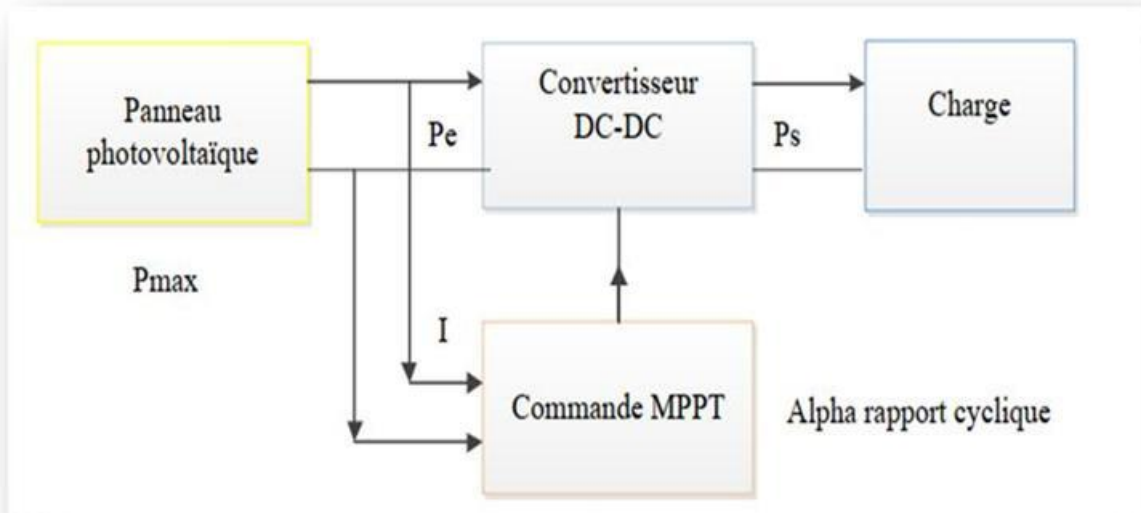 Panneau
photovoltaïque
Convertisseur
DC-DC
Charge
Pe
Ps
Pmax
I
Commande MPPT
Alpha rapport cyclique